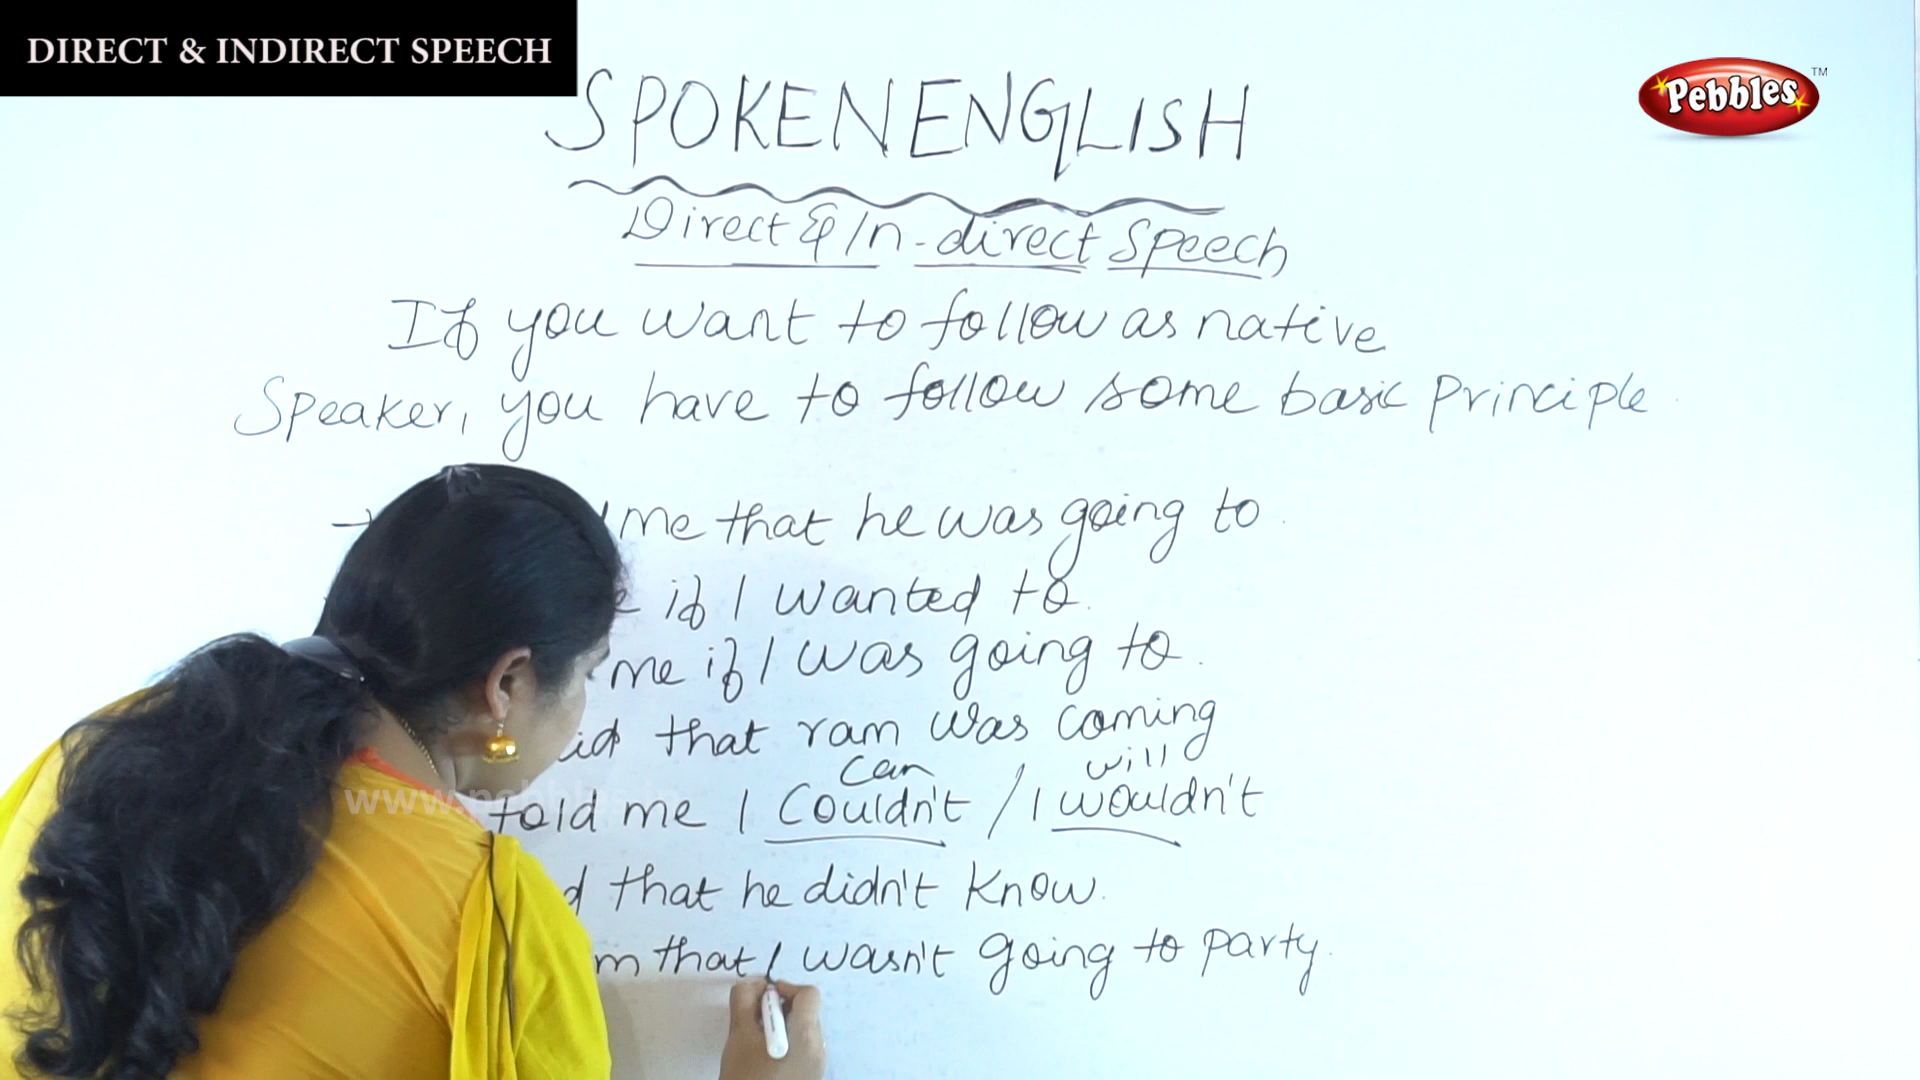 DIRECT & INDIRECT SPEECH
Pebbles TM
SPOKEN ENGLISH
Direct & In-direct Speech
If you want to follow as native
Speaker, you have to follow some basic principle
me that he was going to
if I wanted to
me if I was going to
that ram was coming
can will
told me I Couldn't / I wouldn't
that he didn't know.
that I wasn't going to party.